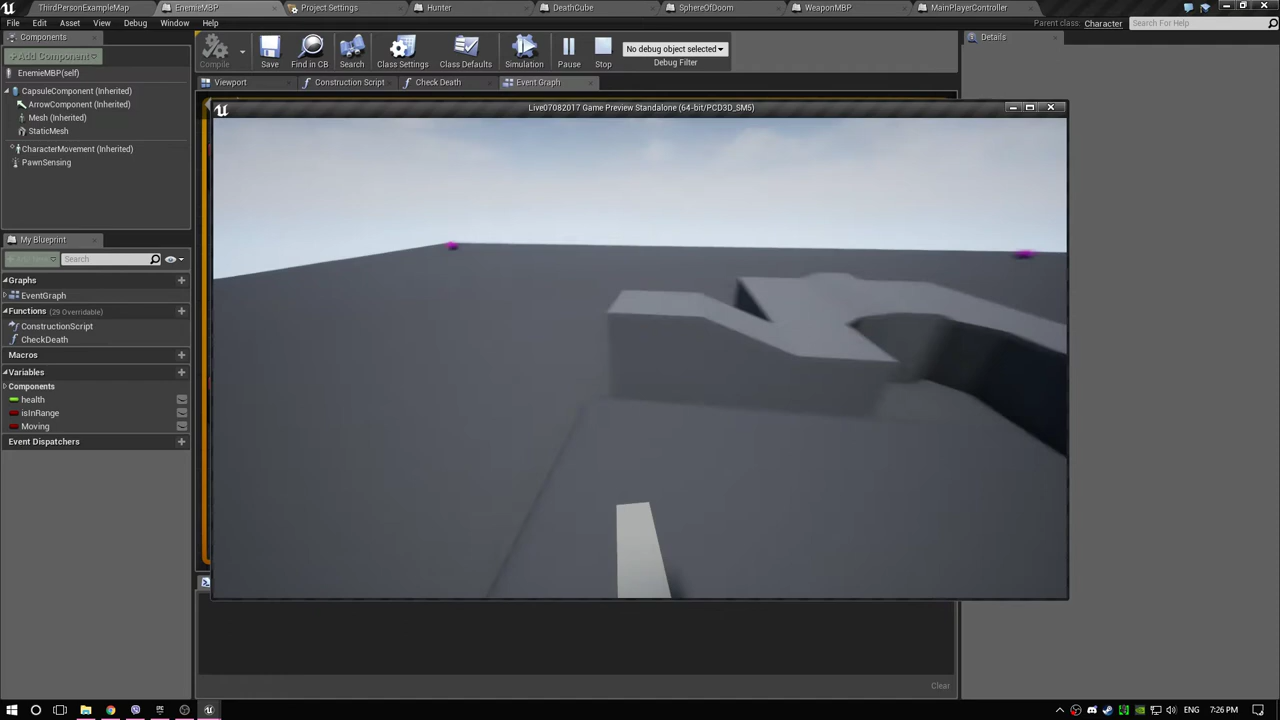 ThirdPersonExampleMap
EnemieMBP
Project Settings
Hunter
DeathCube
SphereOfDoom
WeaponMBP
MainPlayerController
File
Edit
Asset
View
Debug
Window
Help
Parent class: Character
Search For Help
Components
+Add Component
EnemieMBP(self)
CapsuleComponent (Inherited)
ArrowComponent (Inherited)
Mesh (Inherited)
StaticMesh
CharacterMovement (Inherited)
PawnSensing
Compile
Save
Find in CB
Search
Class Settings
Class Defaults
Simulation
Pause
Stop
No debug object selected
Debug Filter
Details
Viewport
Construction Script
Check Death
Event Graph
Live07082017 Game Preview Standalone (64-bit/PCD3D_SM5)
My Blueprint
Search
Graphs
EventGraph
Functions (29 Overridable)
ConstructionScript
CheckDeath
Macros
Variables
Components
health
isInRange
Moving
Event Dispatchers
Clear
ENG
7:26 PM